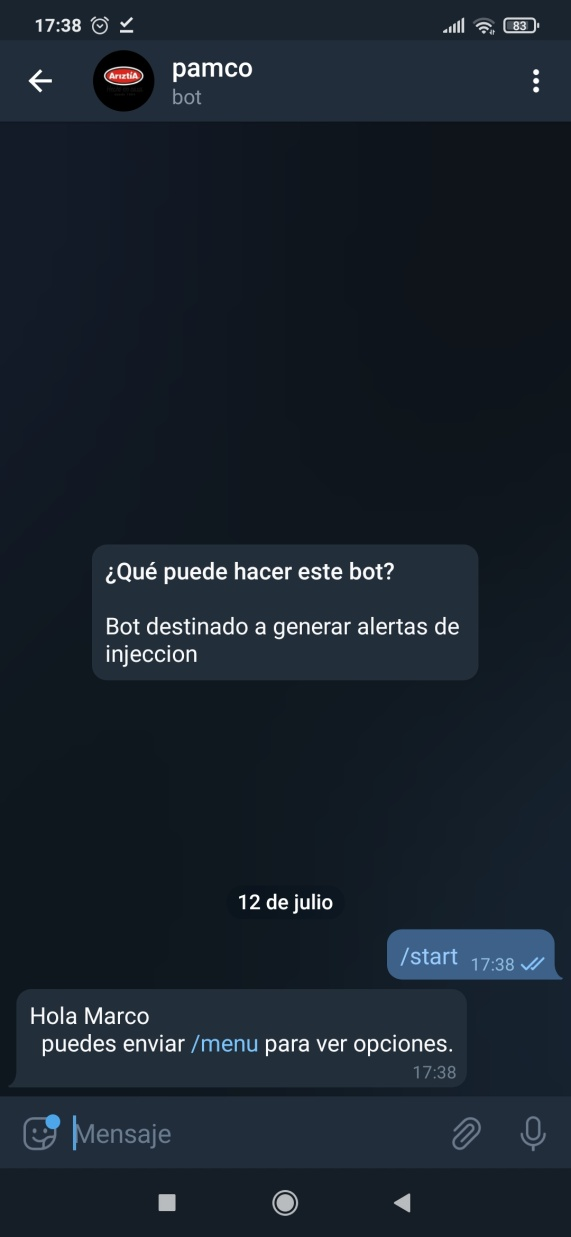 17:38
83
AriztíA
pamco
bot
¿Qué puede hacer este bot?
Bot destinado a generar alertas de
injeccion
12 de julio
/start 17:38
Hola Marco
puedes enviar /menu para ver opciones.
17:38
Mensaje